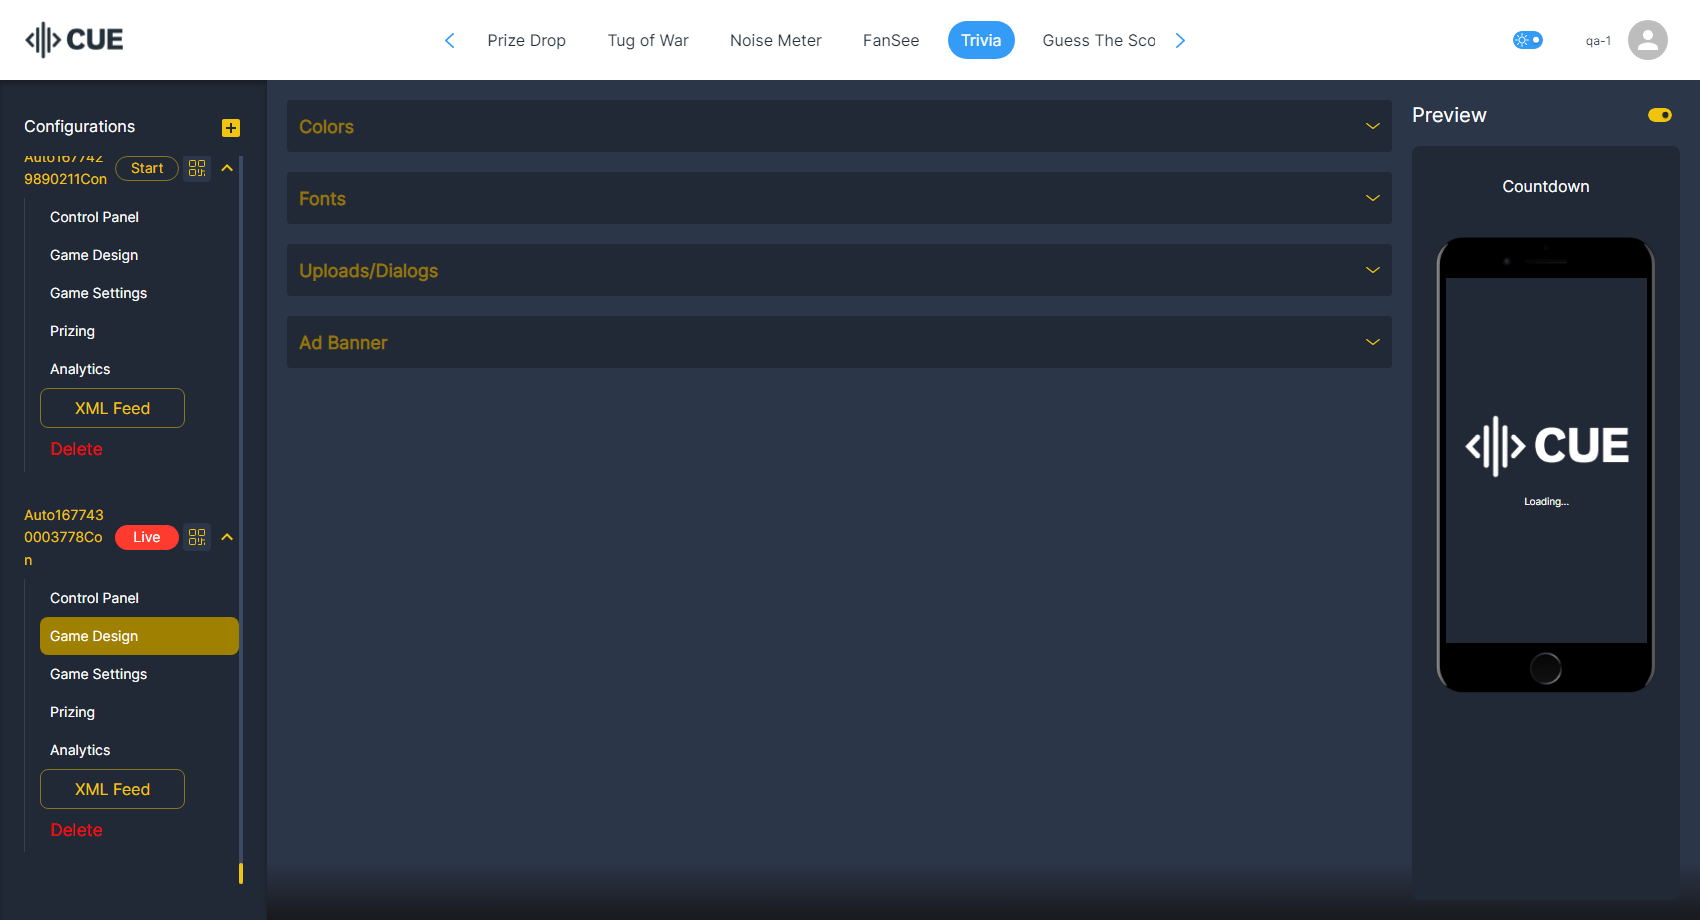 CUE
Prize Drop
Tug of War
Noise Meter
FanSee
Trivia
Guess The Sco
qa-1
Configurations
Auto167742
9890211Con
Start
Control Panel
Game Design
Game Settings
Prizing
Analytics
XML Feed
Delete
Auto167743
0003778Co
n
Live
Control Panel
Game Design
Game Settings
Prizing
Analytics
XML Feed
Delete
Colors
Fonts
Uploads/Dialogs
Ad Banner
Preview
Countdown
CUE
Loading...